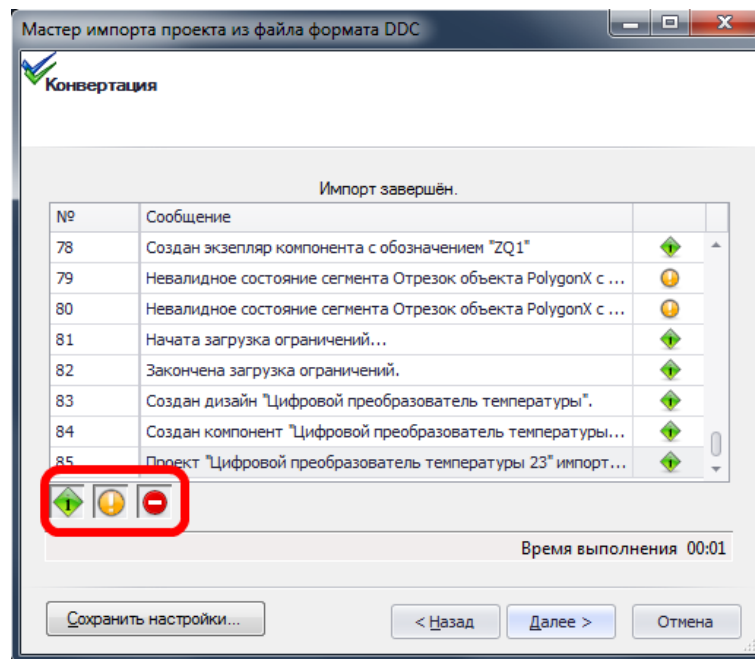 Мастер импорта проекта из файла формата DDC
Конвертация
Импорт завершён.
№ Сообщение
78 Создан экзепляр компонента с обозначением "ZQ1"
79 Невалидное состояние сегмента Отрезок объекта PolygonX с ...
80 Невалидное состояние сегмента Отрезок объекта PolygonX с ...
81 Начата загрузка ограничений...
82 Закончена загрузка ограничений.
83 Создан дизайн "Цифровой преобразователь температуры".
84 Создан компонент "Цифровой преобразователь температуры...
85 Проект "Цифровой преобразователь температуры 23" импорт...
Время выполнения 00:01
Сохранить настройки... < Назад Далее > Отмена